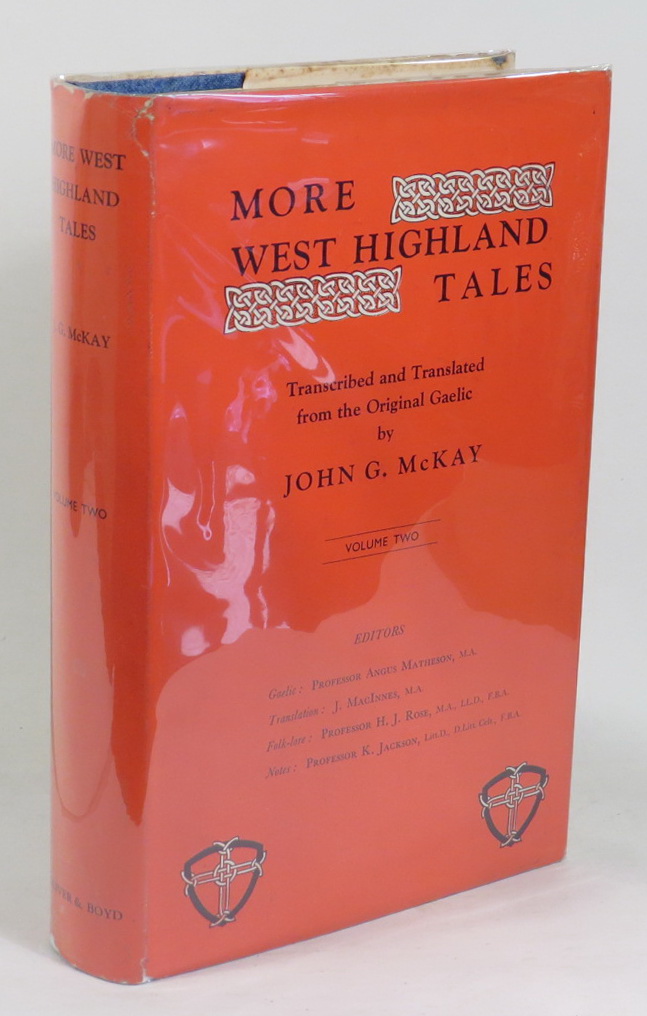 MORE
WEST HIGHLAND
TALES
Transcribed and Translated
from the Original Gaelic
by
JOHN G. McKAY
VOLUME TWO
EDITORS
Gaelic: PROFESSOR ANGUS MATHESON, M.A.
Translation: J. MACINNES, M.A.
Folk-lore: PROFESSOR H. J. ROSE, M.A., LL.D., F.B.A.
Notes: PROFESSOR K. JACKSON, Litt.D., D.Litt. Celt., F.B.A.
MORE WEST
HIGHLAND
TALES
G. McKAY
VOLUME TWO
& BOYD